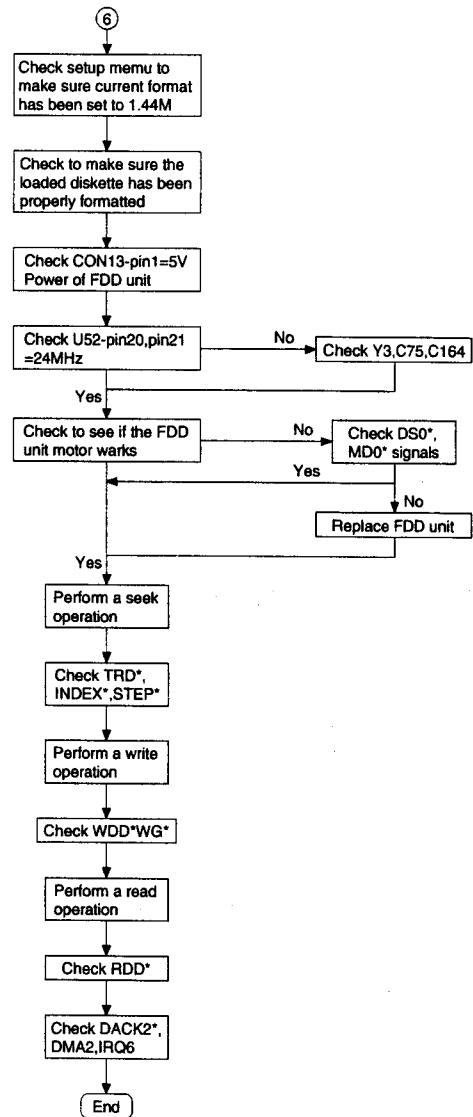 6
Check setup memu to
make sure current format
has been set to 1.44M
Check to make sure the
loaded diskette has been
properly formatted
Check CON13-pin1=5V
Power of FDD unit
Check U52-pin20,pin21
=24MHz
No
Check Y3,C75,C164
Yes
Check to see if the FDD
unit motor warks
No
Check DS0*,
MD0* signals
Yes
No
Replace FDD unit
Yes
Perform a seek
operation
Check TRD*,
INDEX*,STEP*
Perform a write
operation
Check WDD*WG*
Perform a read
operation
Check RDD*
Check DACK2*,
DMA2,IRQ6
End